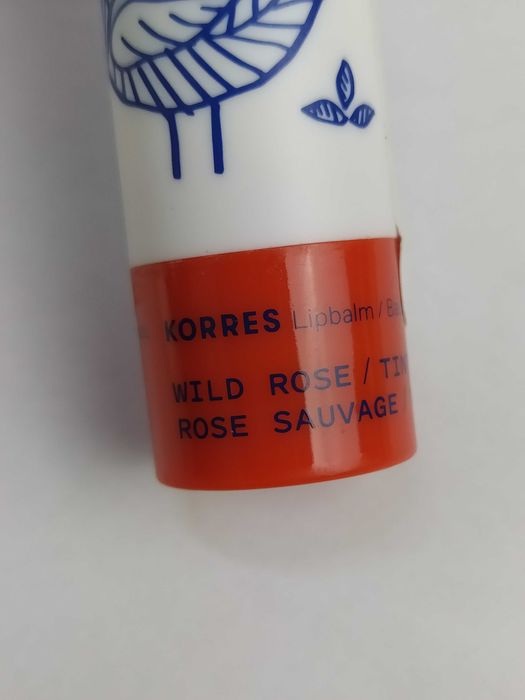 KORRES Lipbalm /
WILD ROSE /
ROSE SAUVAGE